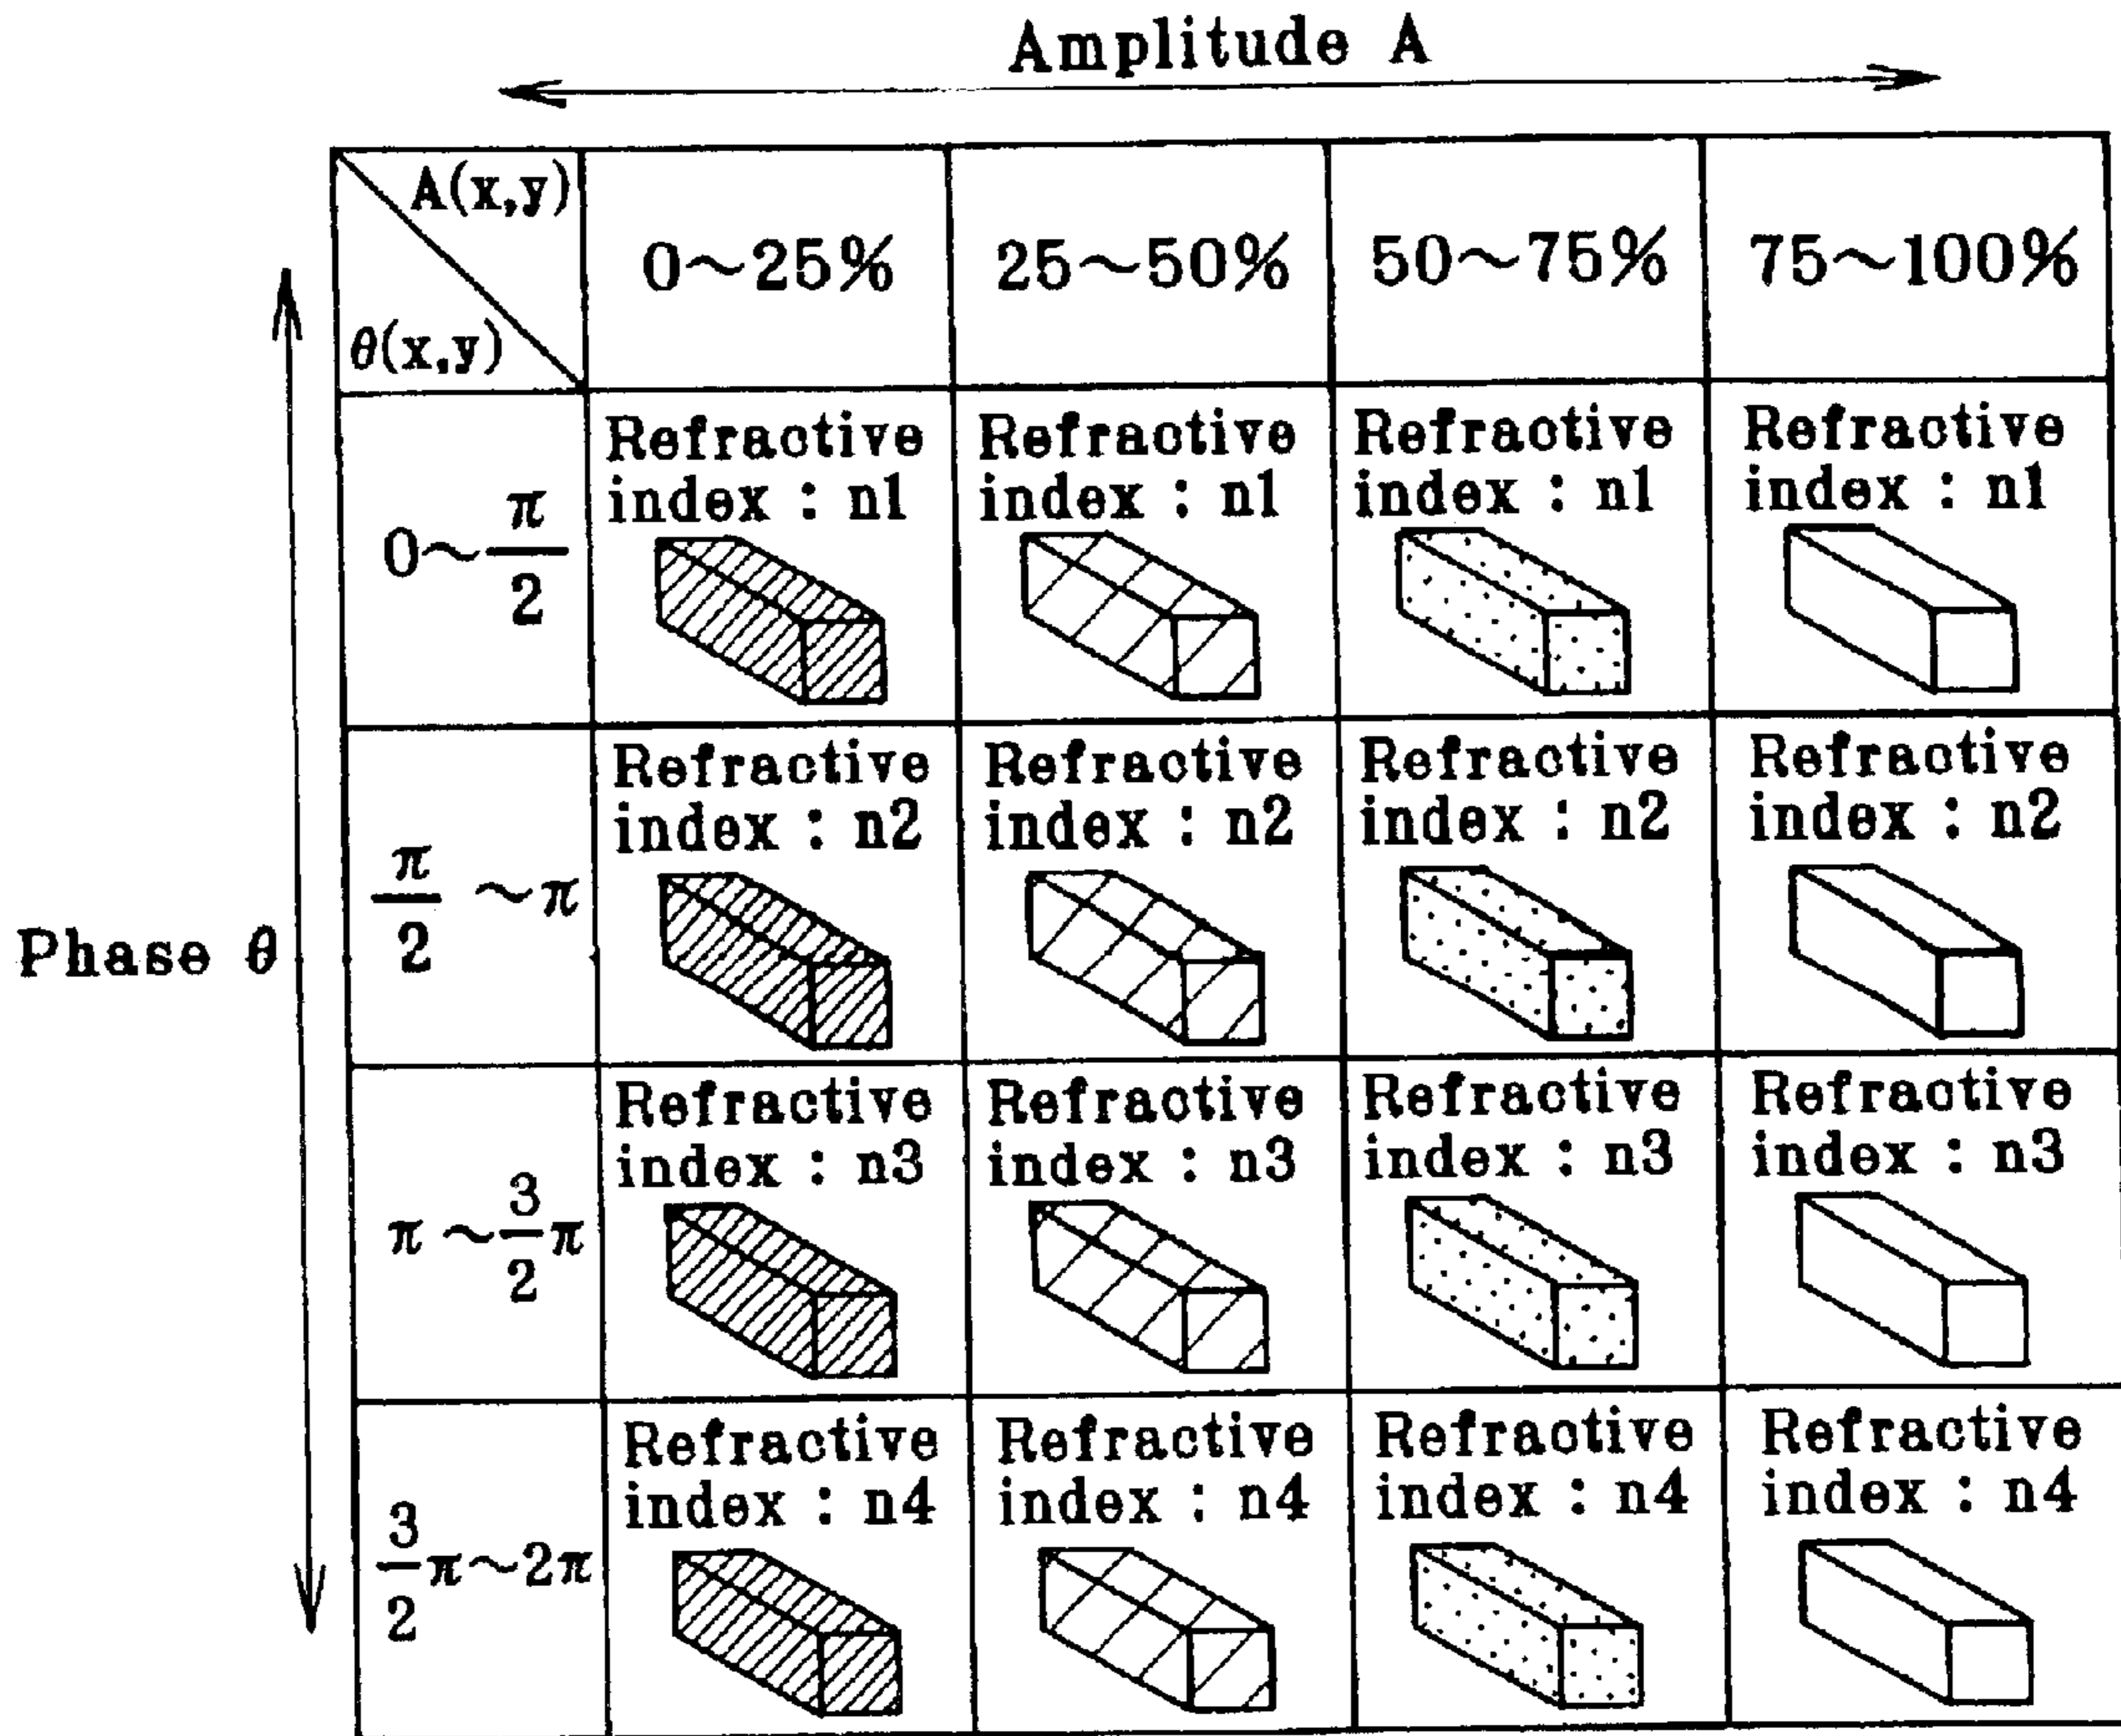 Amplitude A
A(x,y)
θ(x,y)
0~25%
25~50%
50~75%
75~100%
Phase θ
0~π/2
Refractive
index : n1
Refractive
index : n1
Refractive
index : n1
Refractive
index : n1
π/2 ~π
Refractive
index : n2
Refractive
index : n2
Refractive
index : n2
Refractive
index : n2
π ~3/2π
Refractive
index : n3
Refractive
index : n3
Refractive
index : n3
Refractive
index : n3
3/2π~2π
Refractive
index : n4
Refractive
index : n4
Refractive
index : n4
Refractive
index : n4